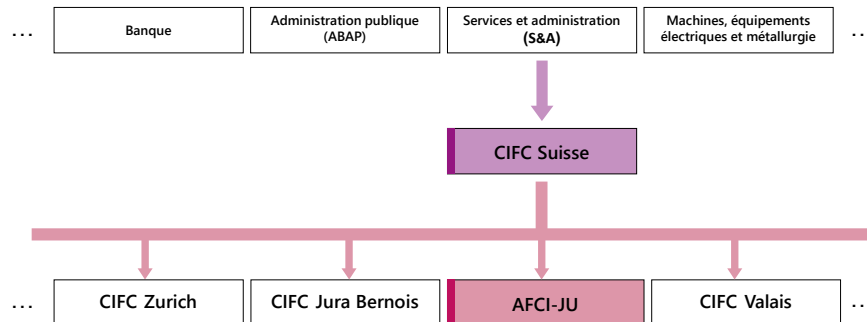 ...
Banque
Administration publique
(ABAP)
Services et administration
(S&A)
Machines, équipements
électriques et métallurgie
...
CIFC Suisse
...
CIFC Zurich
CIFC Jura Bernois
AFCI-JU
CIFC Valais
...